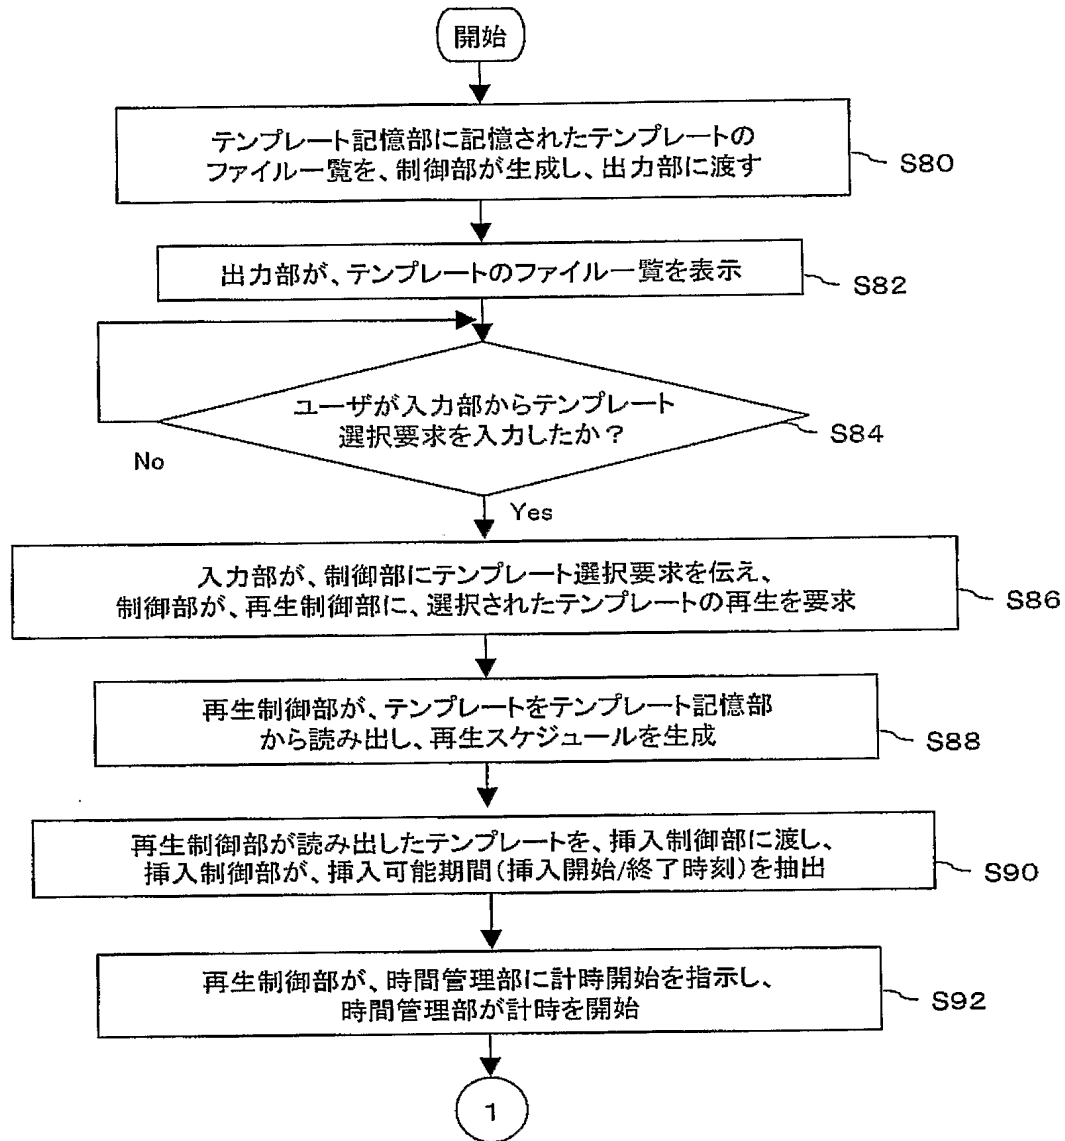 開始
テンプレート記憶部に記憶されたテンプレートの
ファイル一覧を、制御部が生成し、出力部に渡す
S80
出力部が、テンプレートのファイル一覧を表示
S82
ユーザが入力部からテンプレート
選択要求を入力したか？
S84
No
Yes
入力部が、制御部にテンプレート選択要求を伝え、
制御部が、再生制御部に、選択されたテンプレートの再生を要求
S86
再生制御部が、テンプレートをテンプレート記憶部
から読み出し、再生スケジュールを生成
S88
再生制御部が読み出したテンプレートを、挿入制御部に渡し、
挿入制御部が、挿入可能期間(挿入開始/終了時刻)を抽出
S90
再生制御部が、時間管理部に計時開始を指示し、
時間管理部が計時を開始
S92
1